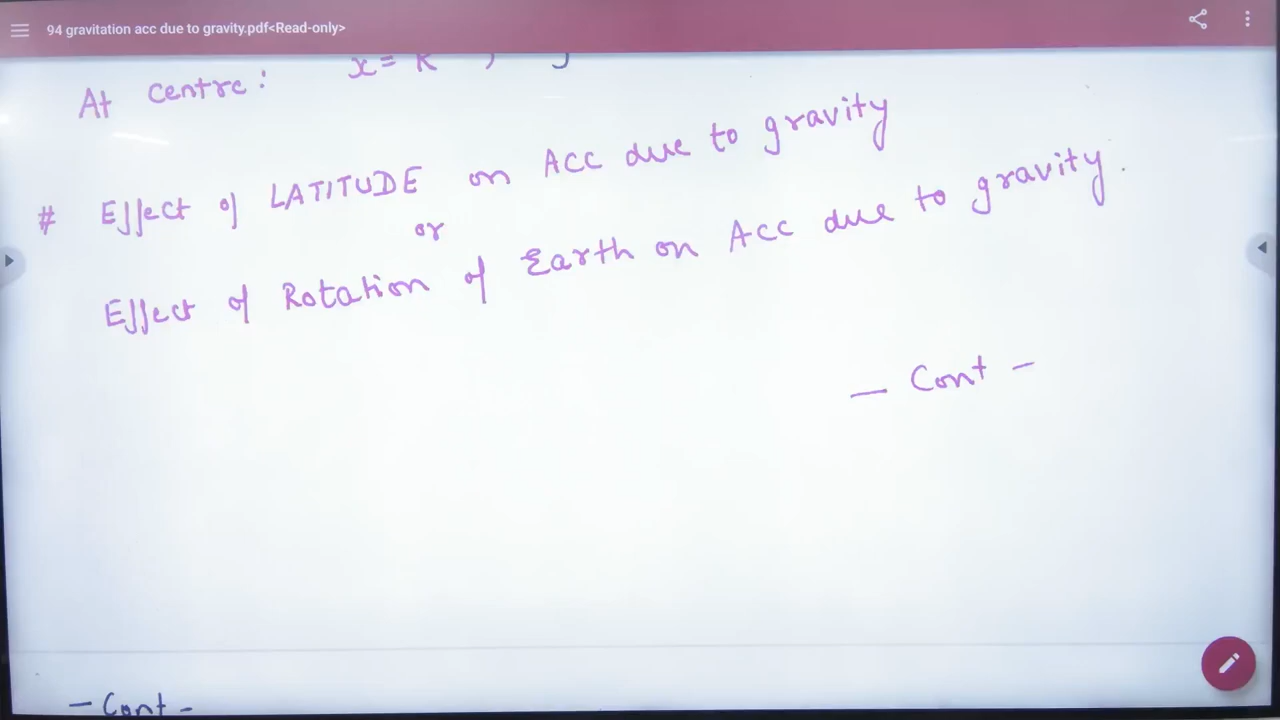 94 gravitation acc due to gravity.pdf<Read-only>
At Centre: x = R ,
# Effect of LATITUDE on Acc due to gravity
or
Effect of Rotation of Earth on Acc due to gravity.
— Cont —
— Cont —